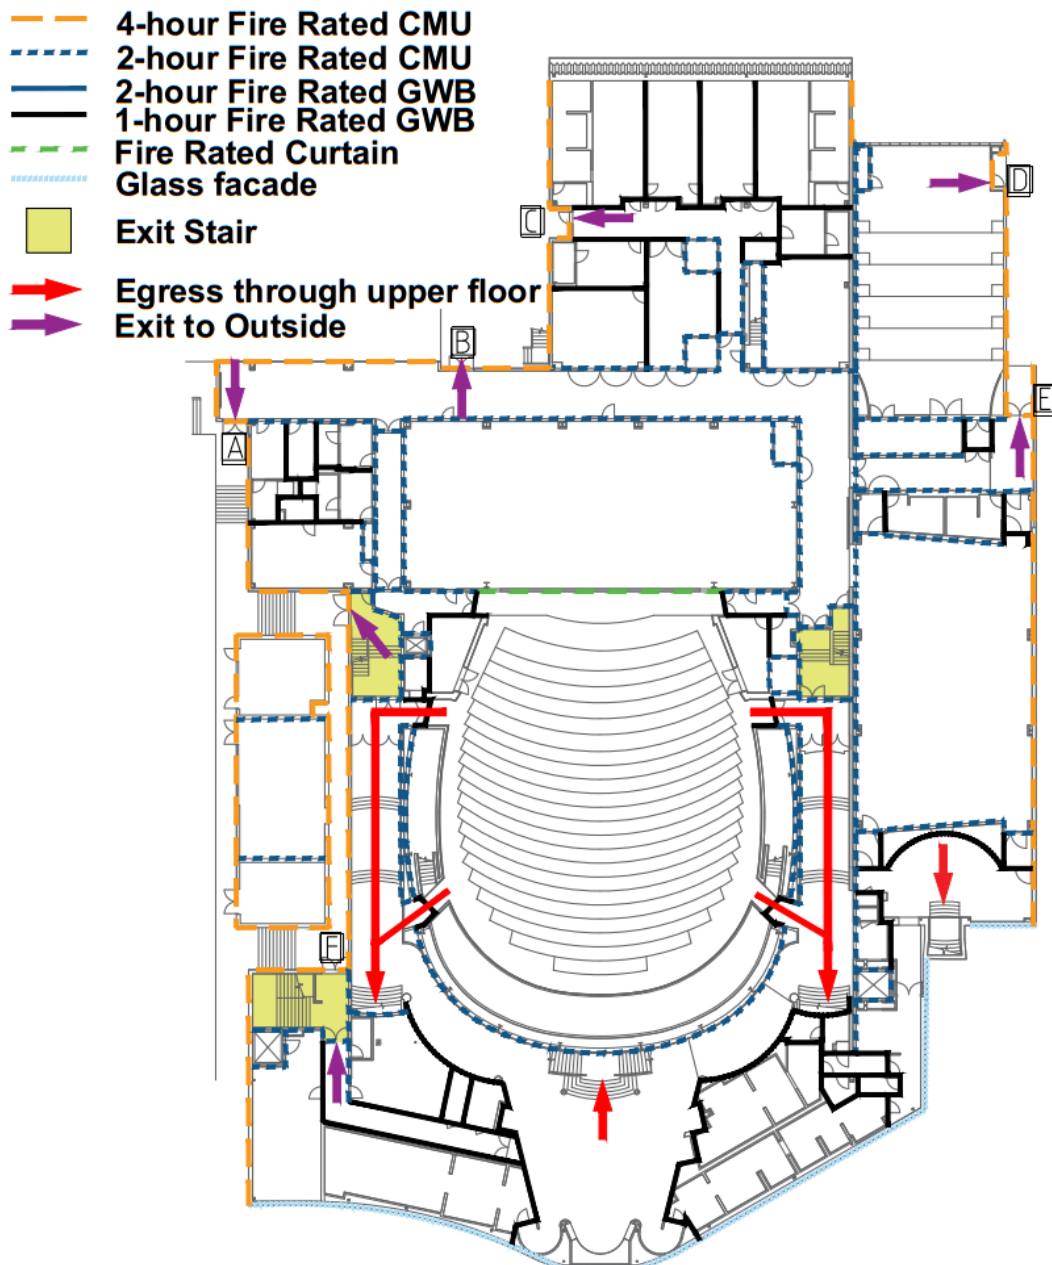 4-hour Fire Rated CMU
2-hour Fire Rated CMU
2-hour Fire Rated GWB
1-hour Fire Rated GWB
Fire Rated Curtain
Glass facade
Exit Stair
Egress through upper floor
Exit to Outside
C
D
B
E
A
F